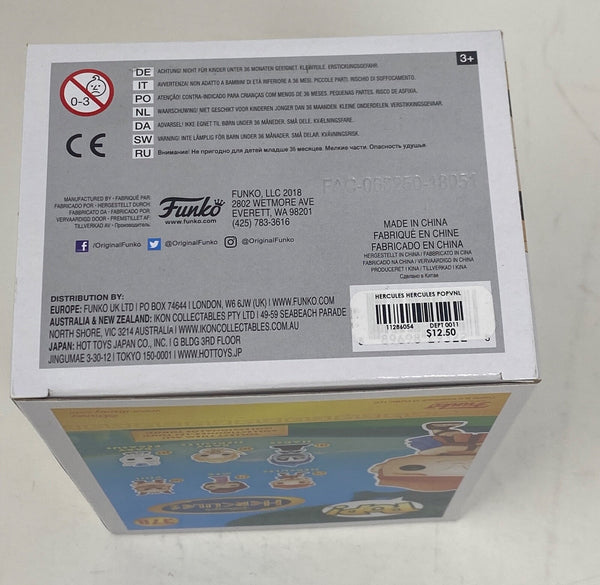 3+
0-3
DE ACHTUNG! NICHT FÜR KINDER UNTER 36 MONATEN GEEIGNET. KLEINTEILE. ERSTICKUNGSGEFAHR.
IT AVVERTENZA: NON ADATTO A BAMBINI DI ETÀ INFERIORE A 36 MESI. PICCOLE PARTI. RISCHIO DI SOFFOCAMENTO.
PO ATENÇÃO! CONTRA-INDICADO PARA CRIANÇAS COM MENOS DE 36 MESES. PEQUENAS PEÇAS. RISCO DE ASFIXIA.
NL WAARSCHUWING! NIET GESCHIKT VOOR KINDEREN JONGER DAN 36 MAANDEN. KLEINE ONDERDELEN. VERSTIKKINGSGEVAAR.
DA ADVARSEL! IKKE EGNET TIL BØRN UNDER 36 MÅNEDER. SMÅ DELE. KVÆLNINGSFARE.
SW VARNING! INTE LÄMPLIG FÖR BARN UNDER 36 MÅNADER. SMÅ DELAR. KVÄVNINGSRISK.
RU Внимание! Не пригодно для детей младше 36 месяцев. Мелкие части. Опасность удушья.
CE
MANUFACTURED BY • FABRIQUÉ PAR:
FABRICADO POR • HERGESTELLT DURCH:
FABBRICATO DA • FABRICADO POR:
VERVAARDIGD DOOR • FREMSTILLET AF:
TILLVERKAD AV • Произведено:
Funko
www.funko.com
FUNKO, LLC 2018
2802 WETMORE AVE
EVERETT, WA 98201
(425) 783-3616
/OriginalFunko @OriginalFunko @OriginalFunko
MADE IN CHINA
FABRIQUÉ EN CHINE
FABRICADO EN CHINA
HERGESTELLT IN CHINA / FABBRICATO IN CINA
FABRICADO NA CHINA / VERVAARDIGD IN CHINA
PRODUCERET I KINA / TILLVERKAD I KINA
Сделано в Китае
DISTRIBUTION BY:
EUROPE: FUNKO UK LTD | PO BOX 74644 | LONDON, W6 6JW (UK) | WWW.FUNKO.COM
AUSTRALIA & NEW ZEALAND: IKON COLLECTABLES PTY LTD | 49-59 SEABEACH PARADE
NORTH SHORE, VIC 3214 AUSTRALIA | WWW.IKONCOLLECTABLES.COM.AU
JAPAN: HOT TOYS JAPAN CO., INC. | G BLDG 3RD FLOOR
JINGUMAE 3-30-12 | TOKYO 150-0001 | WWW.HOTTOYS.JP
HERCULES HERCULES POPVNL
11286054 DEPT 0011
$12.50
Funko
HERCULES
POP!
378